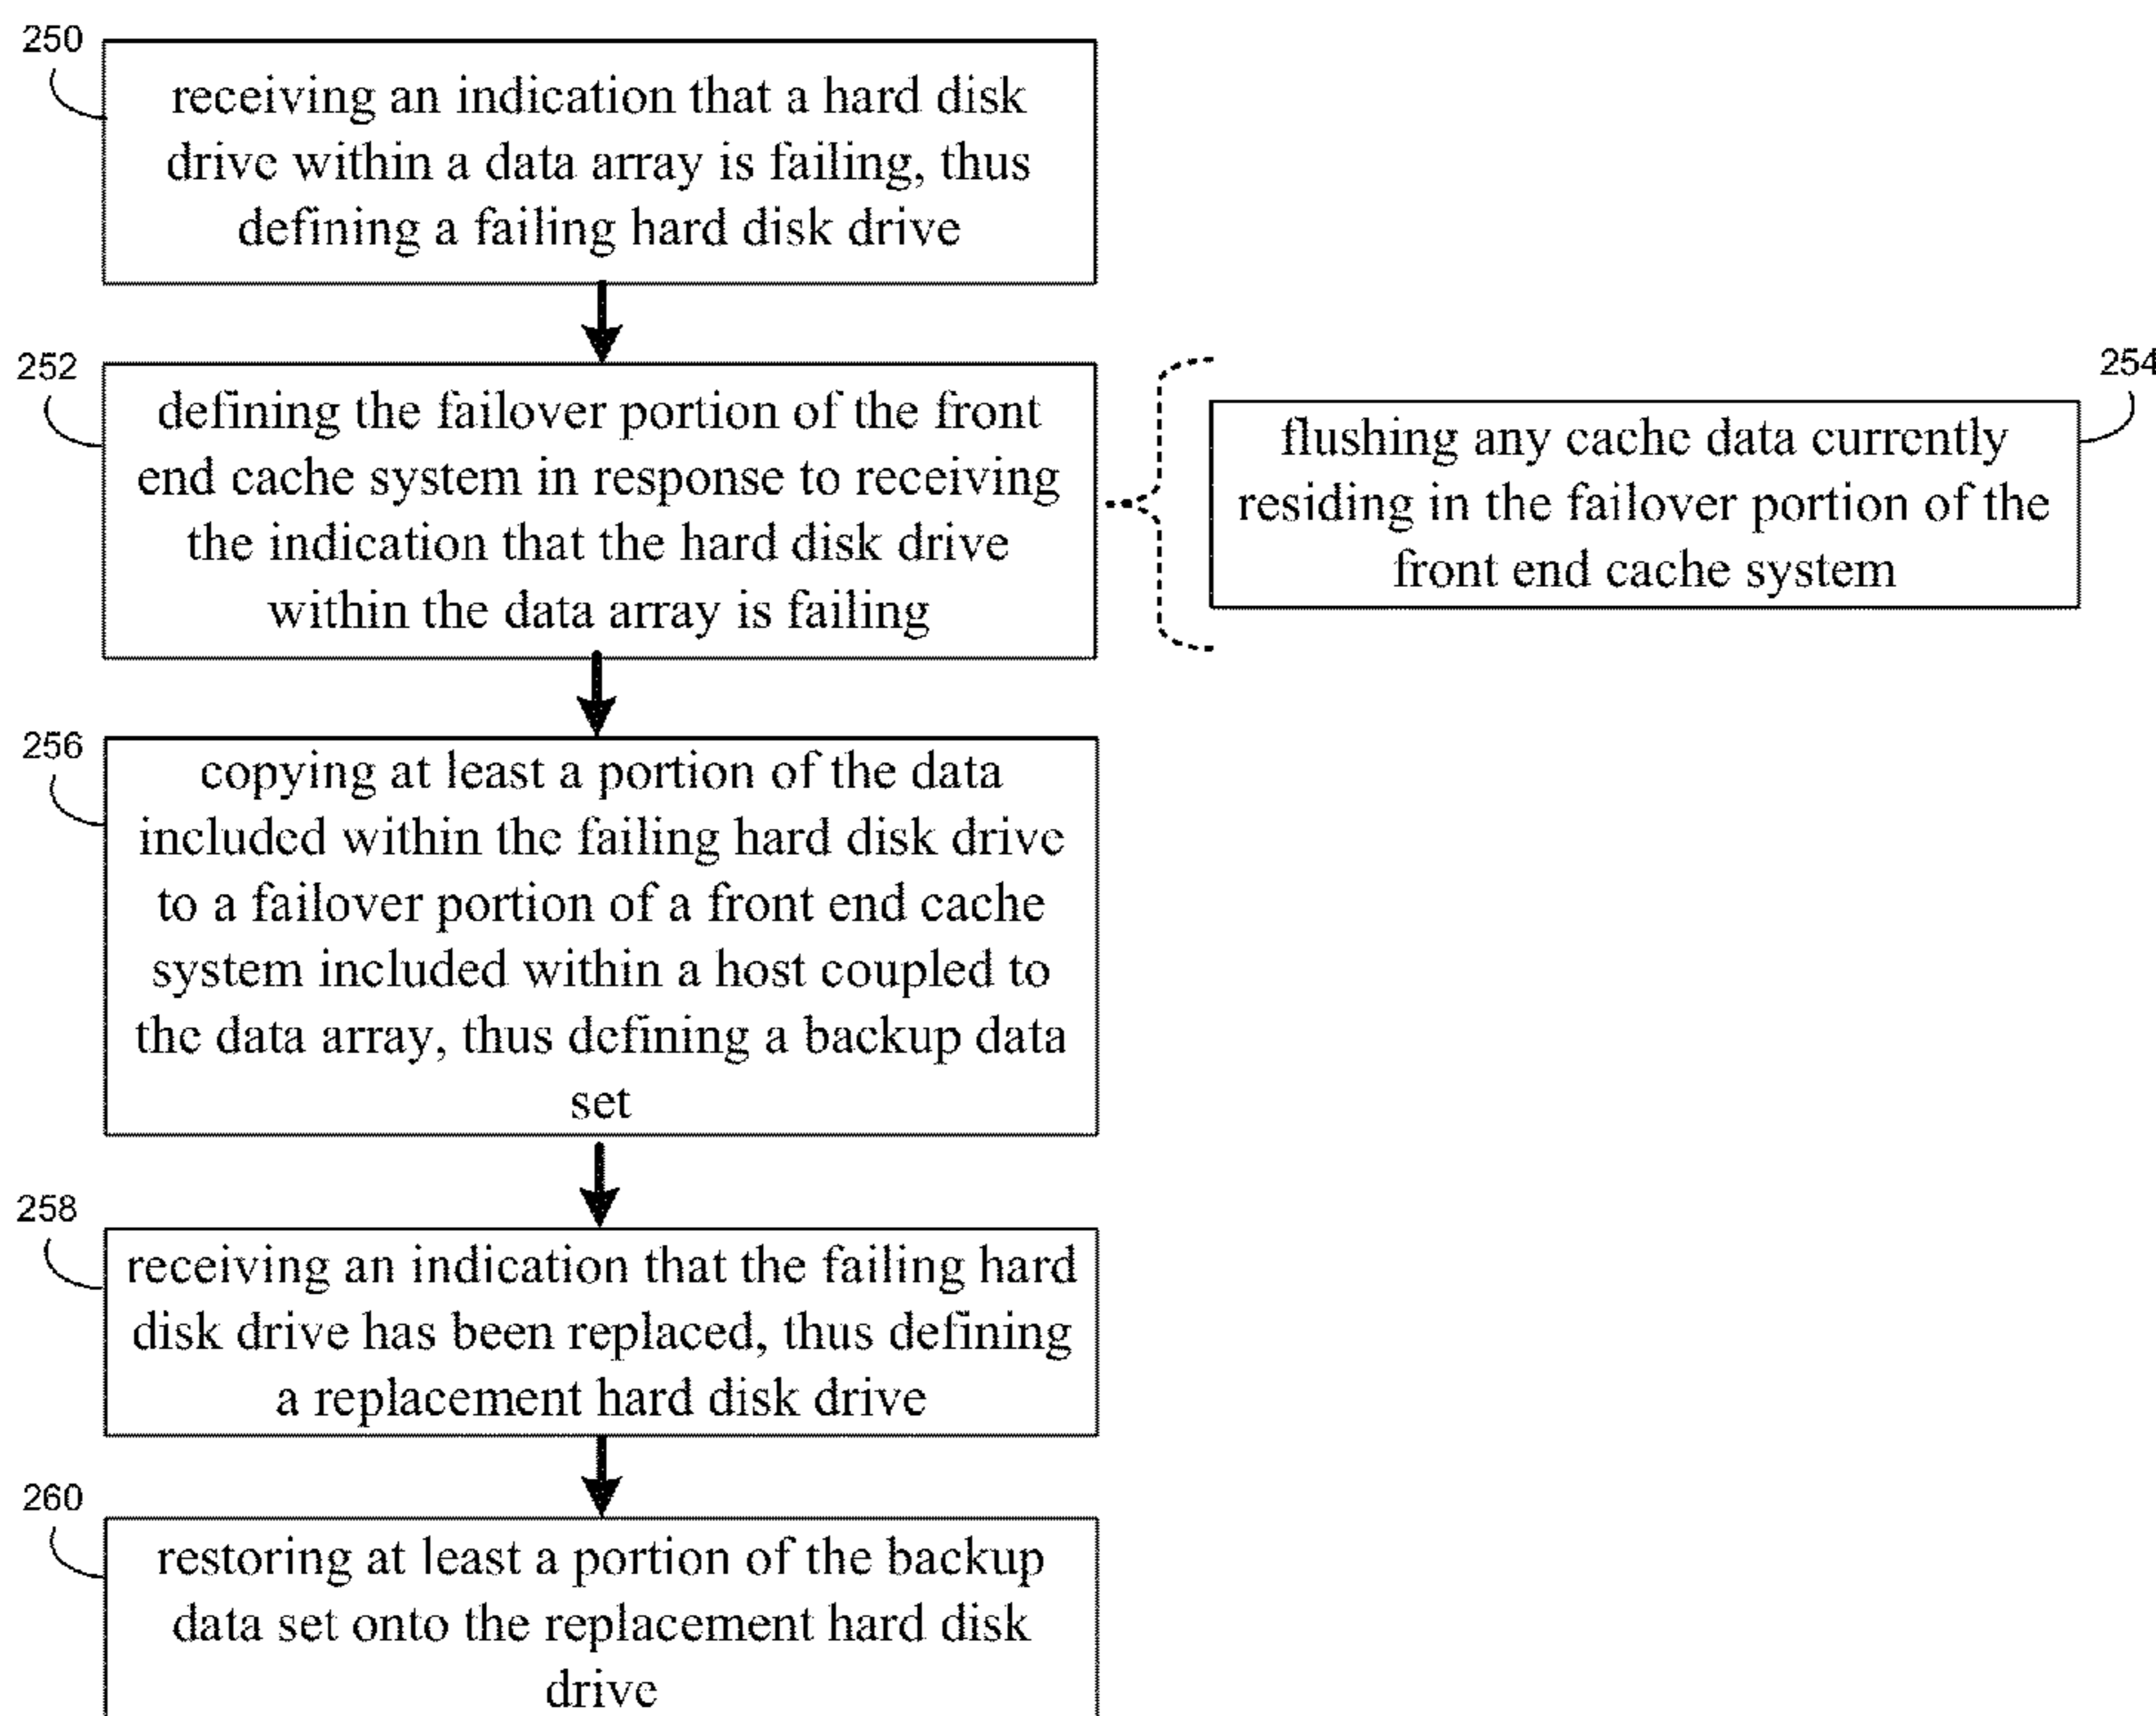 250
receiving an indication that a hard disk
drive within a data array is failing, thus
defining a failing hard disk drive
252
defining the failover portion of the front
end cache system in response to receiving
the indication that the hard disk drive
within the data array is failing
254
flushing any cache data currently
residing in the failover portion of the
front end cache system
256
copying at least a portion of the data
included within the failing hard disk drive
to a failover portion of a front end cache
system included within a host coupled to
the data array, thus defining a backup data
set
258
receiving an indication that the failing hard
disk drive has been replaced, thus defining
a replacement hard disk drive
260
restoring at least a portion of the backup
data set onto the replacement hard disk
drive